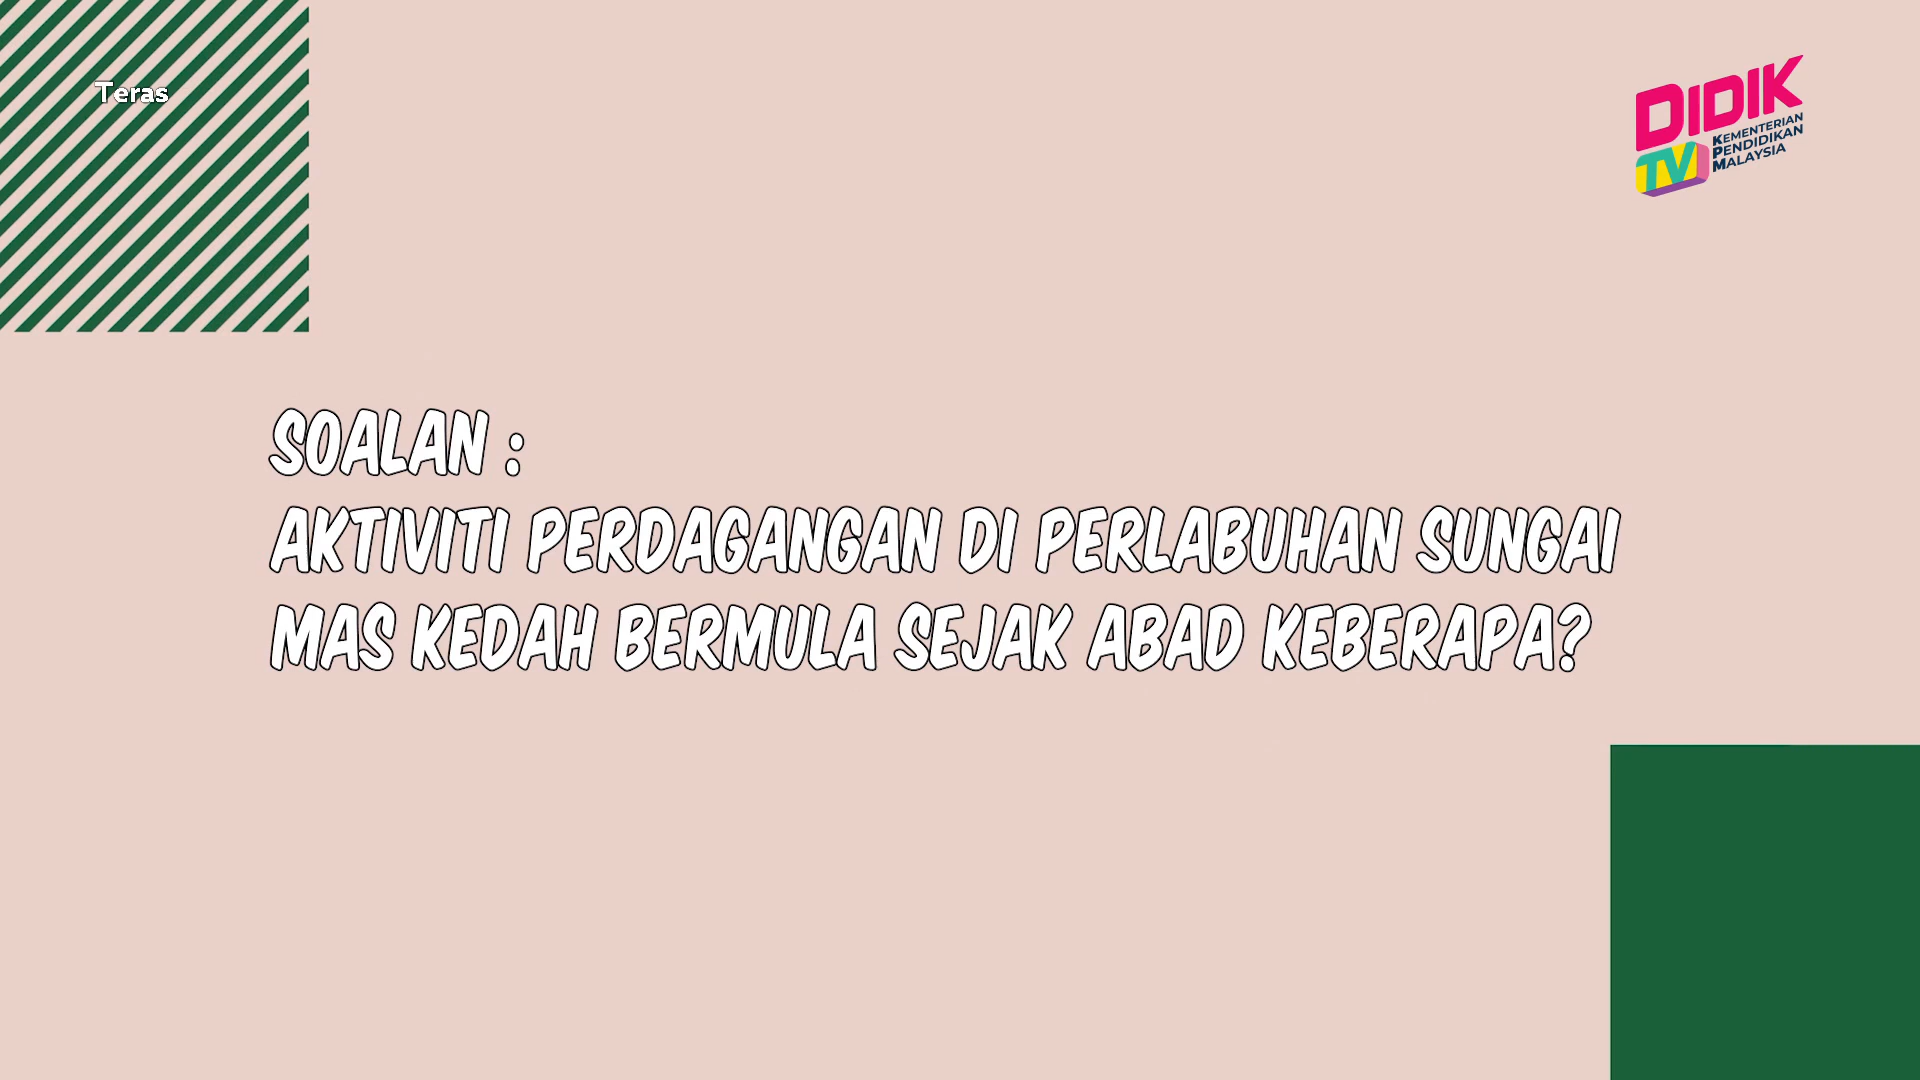 Teras
DIDIK
TV
KEMENTERIAN
PENDIDIKAN
MALAYSIA
SOALAN :
AKTIVITI PERDAGANGAN DI PERLABUHAN SUNGAI
MAS KEDAH BERMULA SEJAK ABAD KEBERAPA?